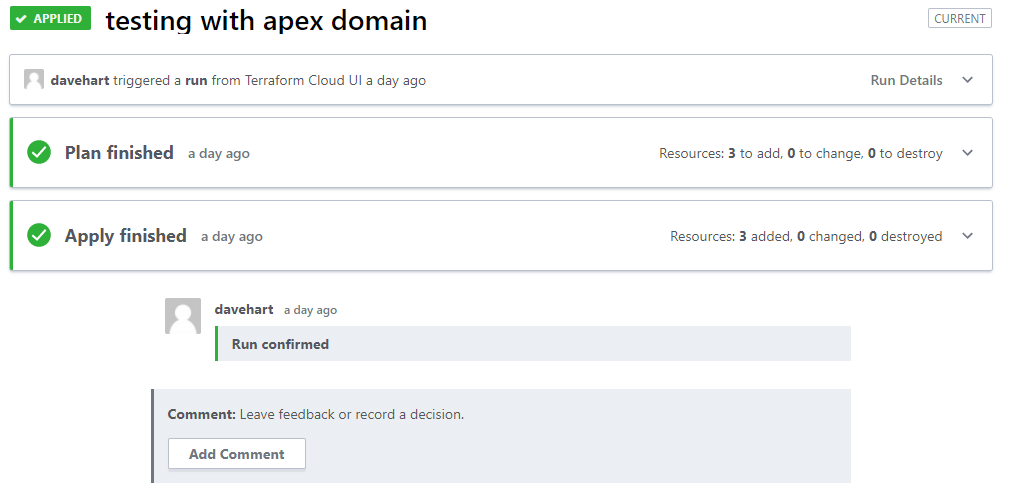 APPLIED testing with apex domain CURRENT
davehart triggered a run from Terraform Cloud UI a day ago Run Details
Plan finished a day ago Resources: 3 to add, 0 to change, 0 to destroy
Apply finished a day ago Resources: 3 added, 0 changed, 0 destroyed
davehart a day ago
Run confirmed
Comment: Leave feedback or record a decision.
Add Comment